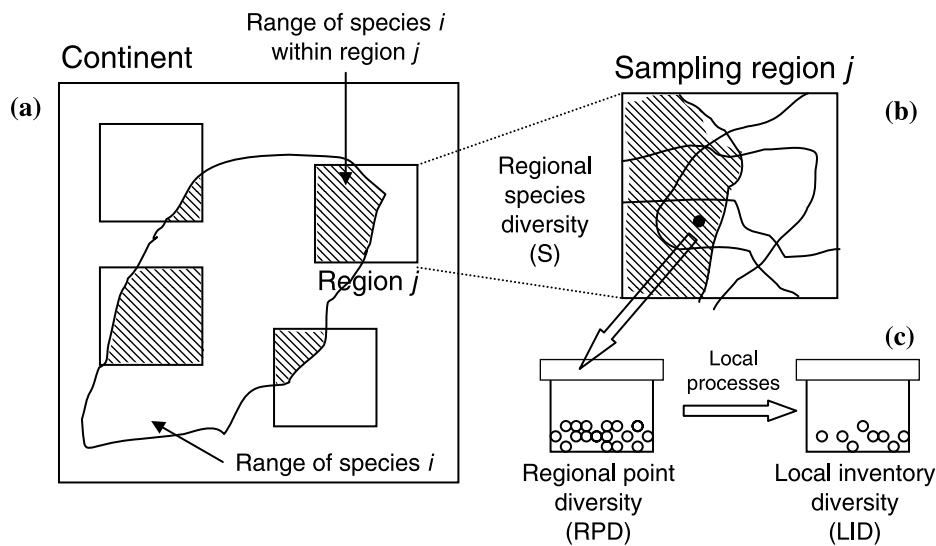 (a)
Continent
Range of species i
within region j
Region j
Range of species i
Sampling region j
(b)
Regional
species
diversity
(S)
(c)
Local
processes
Regional point
diversity
(RPD)
Local inventory
diversity
(LID)